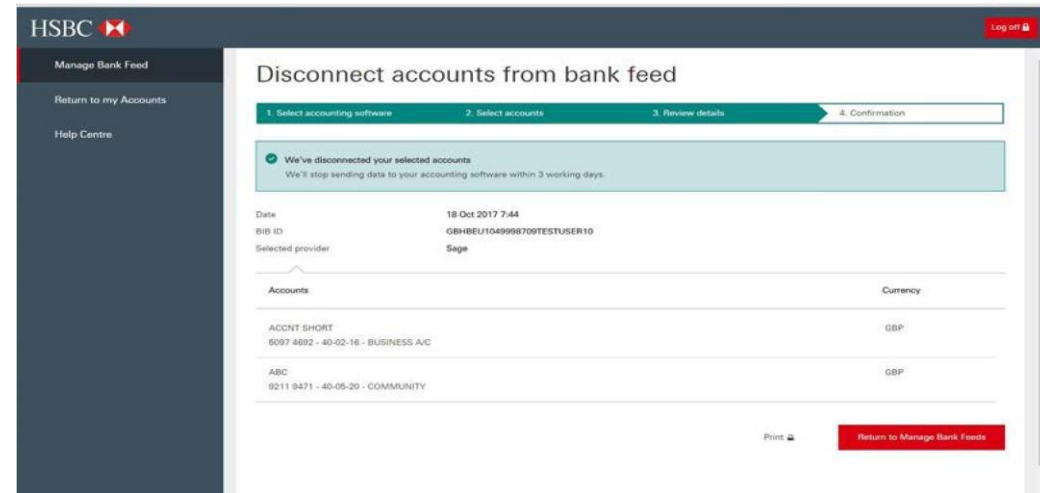 HSBC
Log off
Manage Bank Feed
Return to my Accounts
Help Centre
Disconnect accounts from bank feed
1. Select accounting software 2. Select accounts 3. Review details 4. Confirmation
We've disconnected your selected accounts
We'll stop sending data to your accounting software within 3 working days.
Date 18 Oct 2017 7:44
BIB ID GBHBEU1049998709TESTUSER10
Selected provider Sage
Accounts Currency
ACCNT SHORT GBP
6097 4692 - 40-02-16 - BUSINESS A/C
ABC GBP
9211 9471 - 40-05-20 - COMMUNITY
Print Return to Manage Bank Feeds